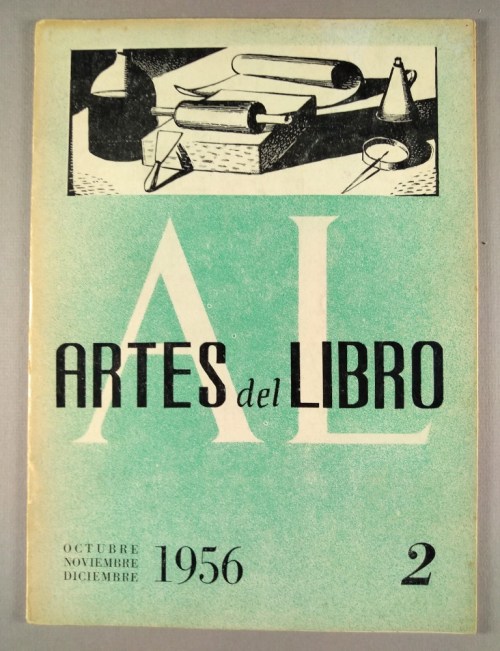 AL
ARTES del LIBRO
OCTUBRE
NOVIEMBRE
DICIEMBRE
1956
2